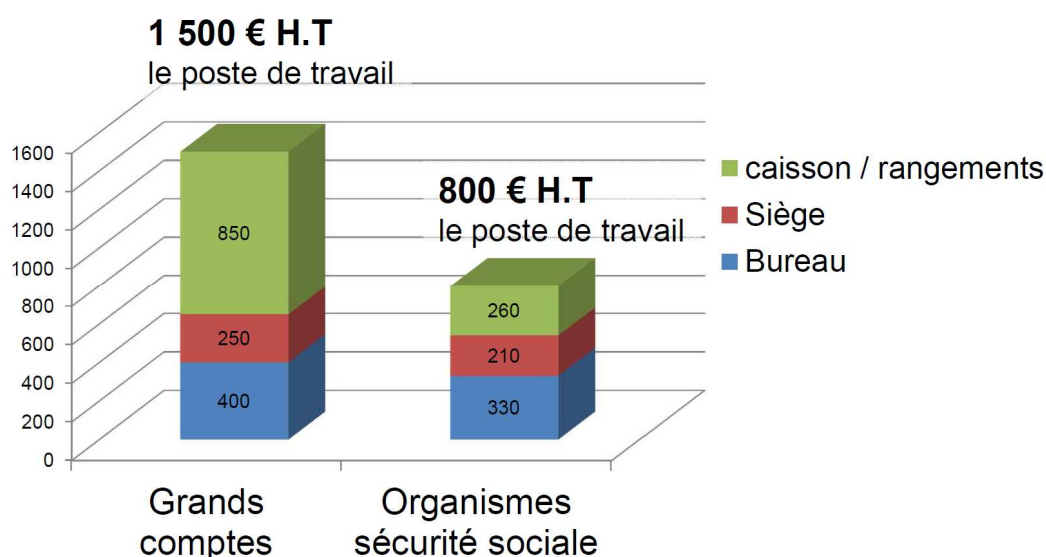 1 500 € H.T
le poste de travail
800 € H.T
le poste de travail
1600
1400
1200
1000
800
600
400
200
0
850
250
400
260
210
330
caisson / rangements
Siège
Bureau
Grands
comptes
Organismes
sécurité sociale